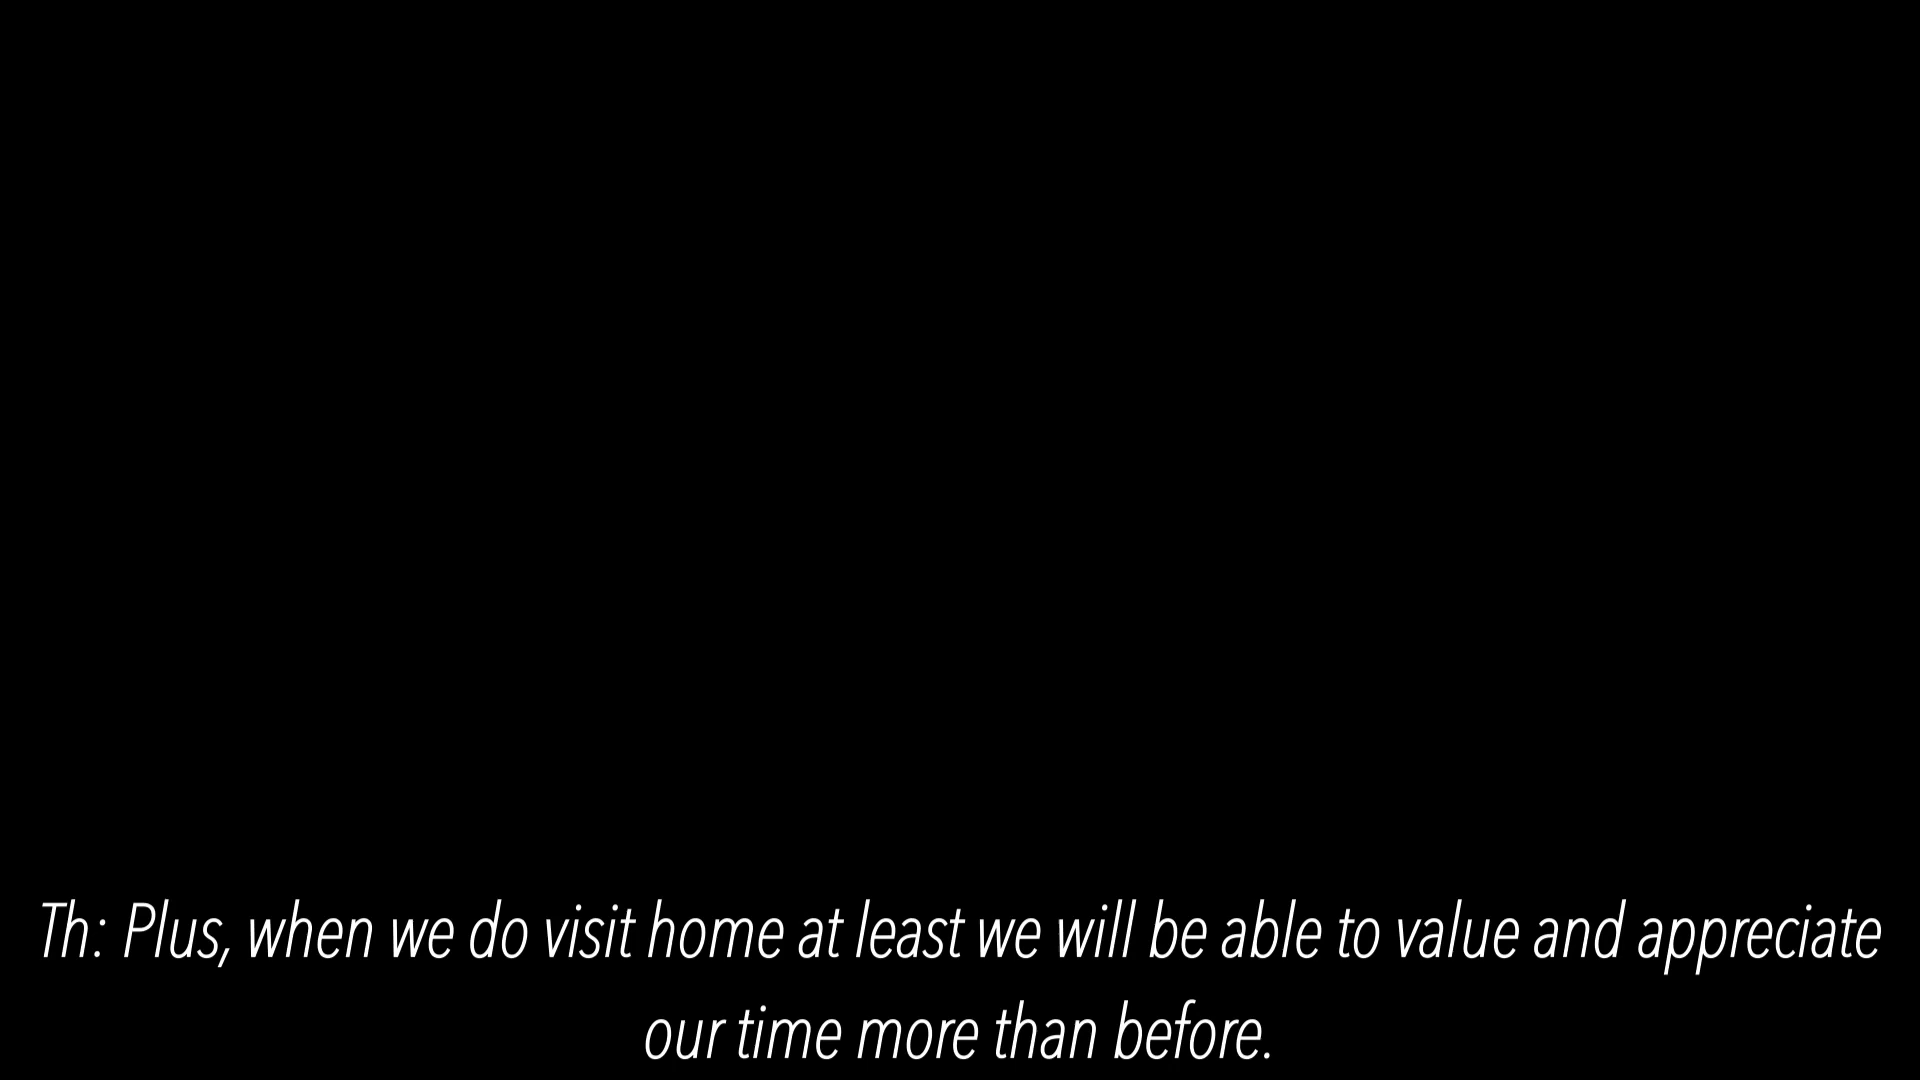 Th: Plus, when we do visit home at least we will be able to value and appreciate
our time more than before.